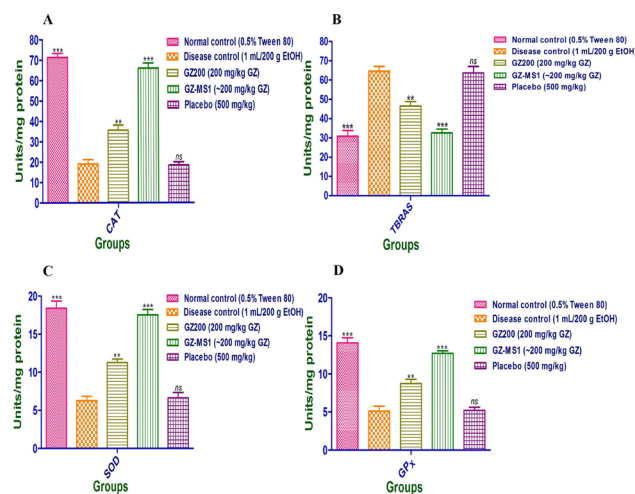 A
Units/mg protein
80
70
60
50
40
30
20
10
0
***
**
***
ns
CAT
Groups
Normal control (0.5% Tween 80)
Disease control (1 mL/200 g EtOH)
GZ200 (200 mg/kg GZ)
GZ-MS1 (~200 mg/kg GZ)
Placebo (500 mg/kg)
B
Units/mg protein
80
70
60
50
40
30
20
10
0
***
**
***
ns
TBRAS
Groups
Normal control (0.5% Tween 80)
Disease control (1 mL/200 g EtOH)
GZ200 (200 mg/kg GZ)
GZ-MS1 (~200 mg/kg GZ)
Placebo (500 mg/kg)
C
Units/mg protein
20
15
10
5
0
***
**
***
ns
SOD
Groups
Normal control (0.5% Tween 80)
Disease control (1 mL/200 g EtOH)
GZ200 (200 mg/kg GZ)
GZ-MS1 (~200 mg/kg GZ)
Placebo (500 mg/kg)
D
Units/mg protein
20
15
10
5
0
***
**
***
ns
GPx
Groups
Normal control (0.5% Tween 80)
Disease control (1 mL/200 g EtOH)
GZ200 (200 mg/kg GZ)
GZ-MS1 (~200 mg/kg GZ)
Placebo (500 mg/kg)